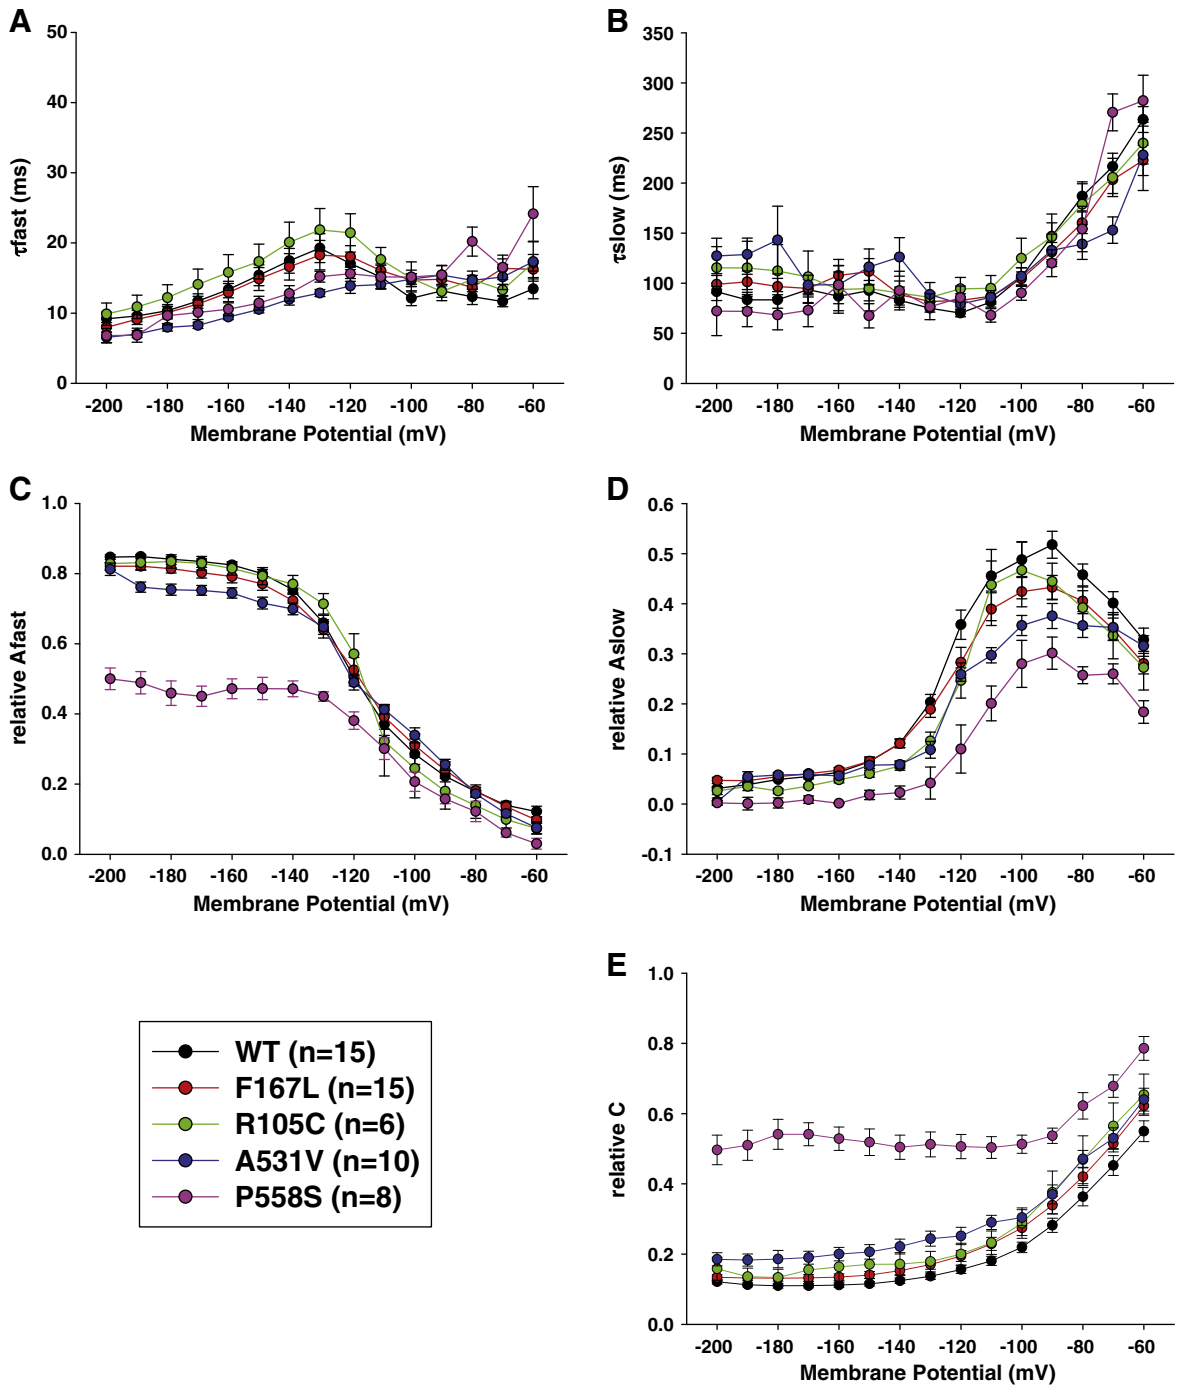 A
50
40
30
20
10
0
τfast (ms)
-200 -180 -160 -140 -120 -100 -80 -60
Membrane Potential (mV)
B
350
300
250
200
150
100
50
0
τslow (ms)
-200 -180 -160 -140 -120 -100 -80 -60
Membrane Potential (mV)
C
1.0
0.8
0.6
0.4
0.2
0.0
relative Afast
-200 -180 -160 -140 -120 -100 -80 -60
Membrane Potential (mV)
D
0.6
0.5
0.4
0.3
0.2
0.1
0.0
-0.1
relative Aslow
-200 -180 -160 -140 -120 -100 -80 -60
Membrane Potential (mV)
WT (n=15)
F167L (n=15)
R105C (n=6)
A531V (n=10)
P558S (n=8)
E
1.0
0.8
0.6
0.4
0.2
0.0
relative C
-200 -180 -160 -140 -120 -100 -80 -60
Membrane Potential (mV)